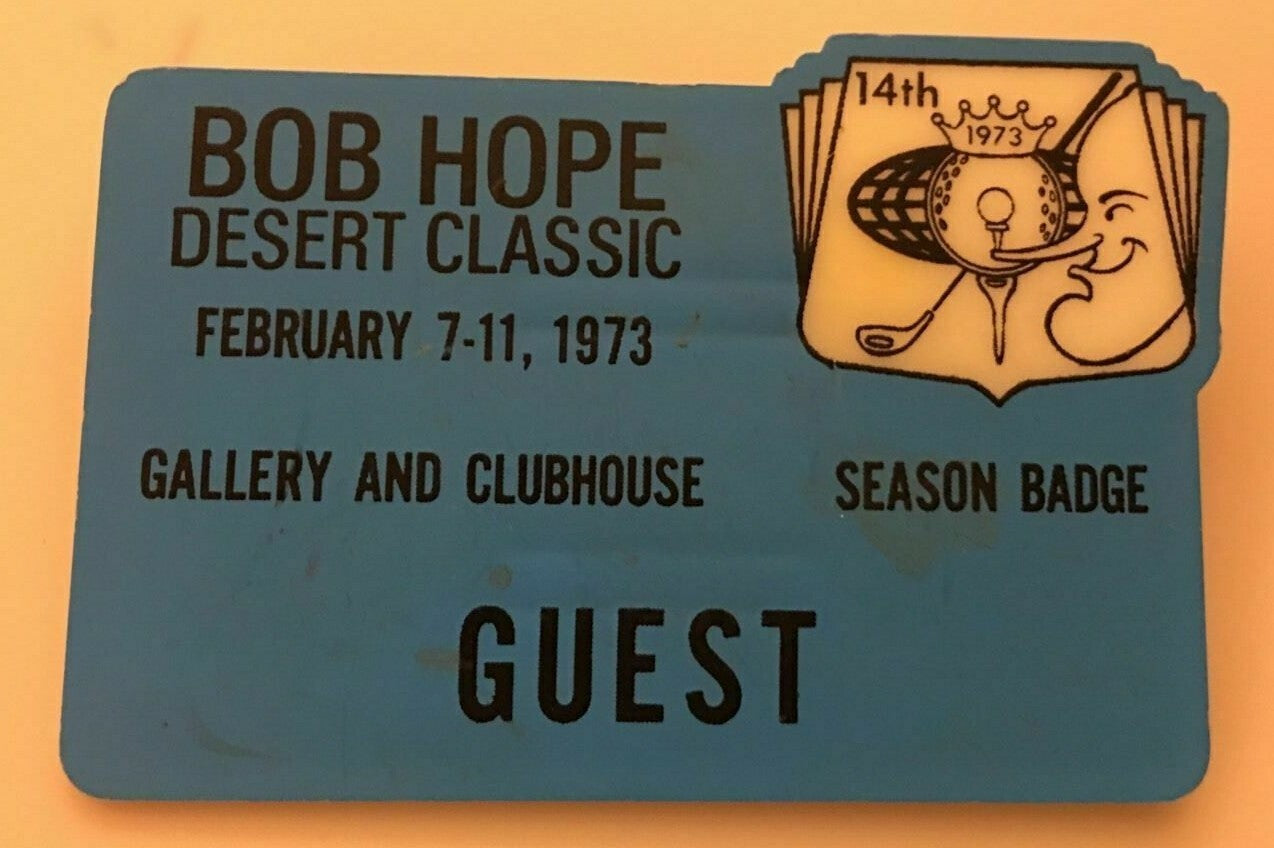 BOB HOPE
DESERT CLASSIC
FEBRUARY 7-11, 1973
14th
1973
GALLERY AND CLUBHOUSE SEASON BADGE
GUEST